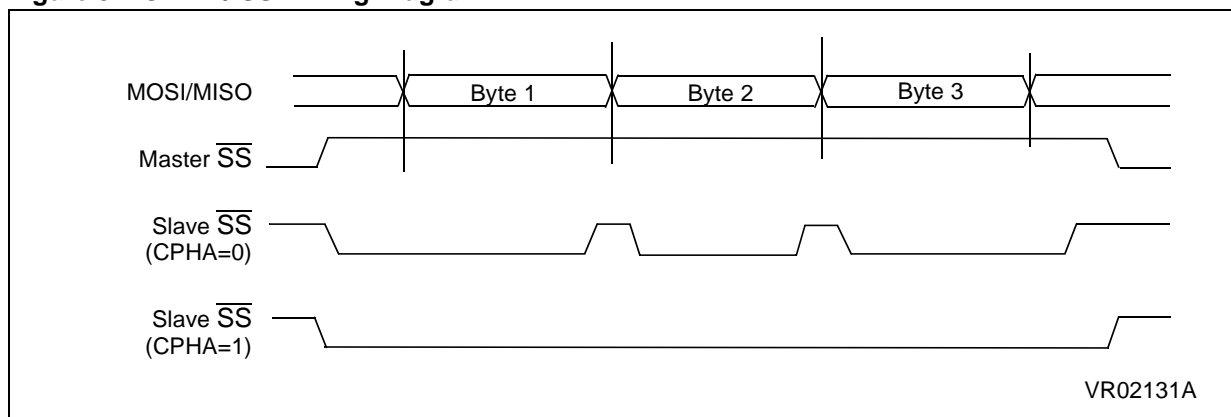 MOSI/MISO
Byte 1
Byte 2
Byte 3
Master SS
Slave SS
(CPHA=0)
Slave SS
(CPHA=1)
VR02131A